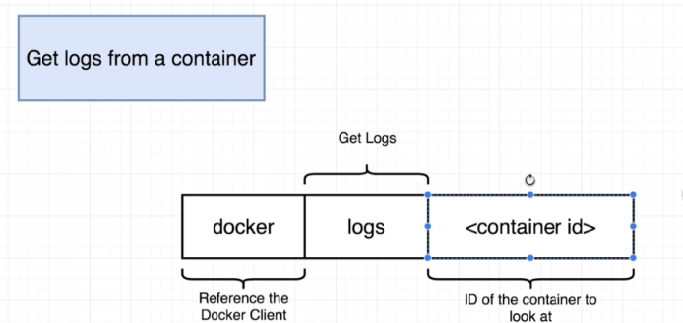 Get logs from a container
Get Logs
docker logs <container id>
Reference the
Docker Client
ID of the container to
look at